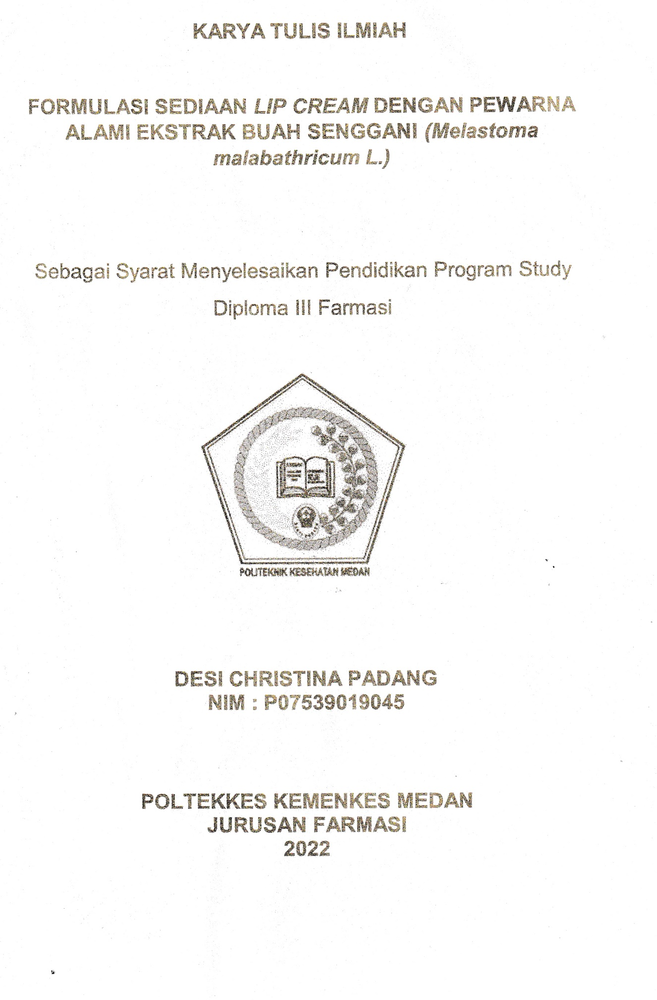 KARYA TULIS ILMIAH
FORMULASI SEDIAAN LIP CREAM DENGAN PEWARNA
ALAMI EKSTRAK BUAH SENGGANI (Melastoma
malabathricum L.)
Sebagai Syarat Menyelesaikan Pendidikan Program Study
Diploma III Farmasi
POLITEKNIK KESEHATAN MEDAN
DESI CHRISTINA PADANG
NIM : P07539019045
POLTEKKES KEMENKES MEDAN
JURUSAN FARMASI
2022